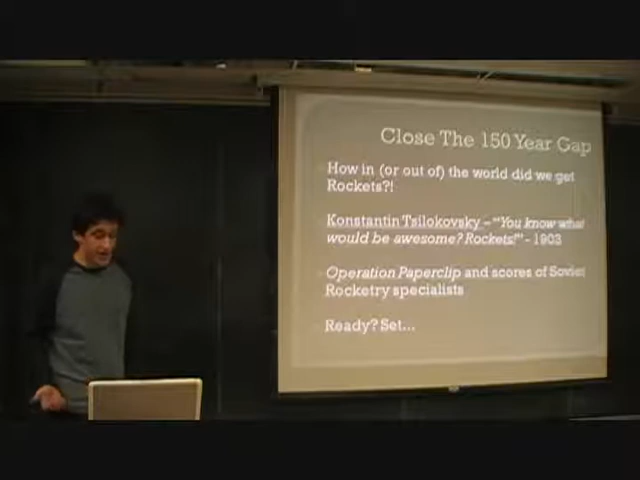 Close The 150 Year Gap
How in (or out of) the world did we get
Rockets?!
Konstantin Tsilokovsky – "You know what
would be awesome? Rockets!" - 1903
Operation Paperclip and scores of Soviet
Rocketry specialists
Ready? Set...